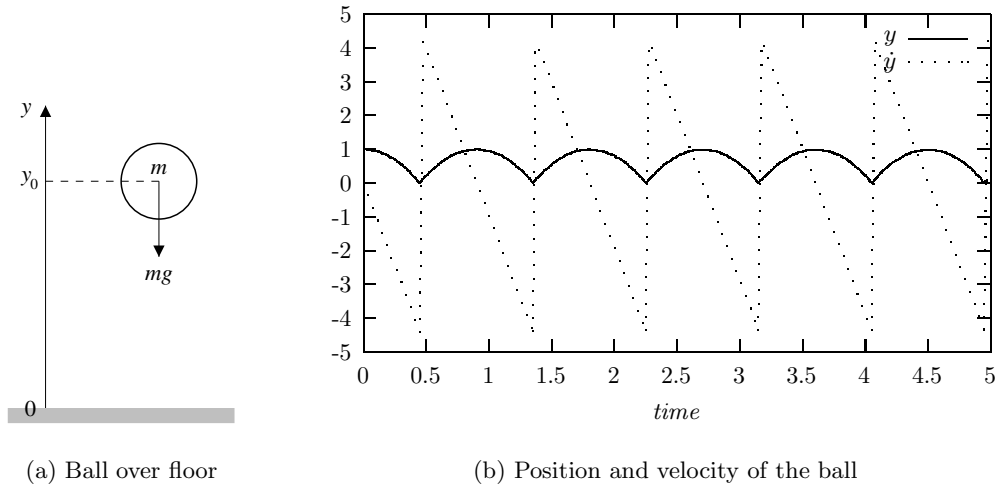 y
y0
m
mg
0
(a) Ball over floor
5
4
3
2
1
0
-1
-2
-3
-4
-5
0 0.5 1 1.5 2 2.5 3 3.5 4 4.5 5
time
y
ẏ
(b) Position and velocity of the ball